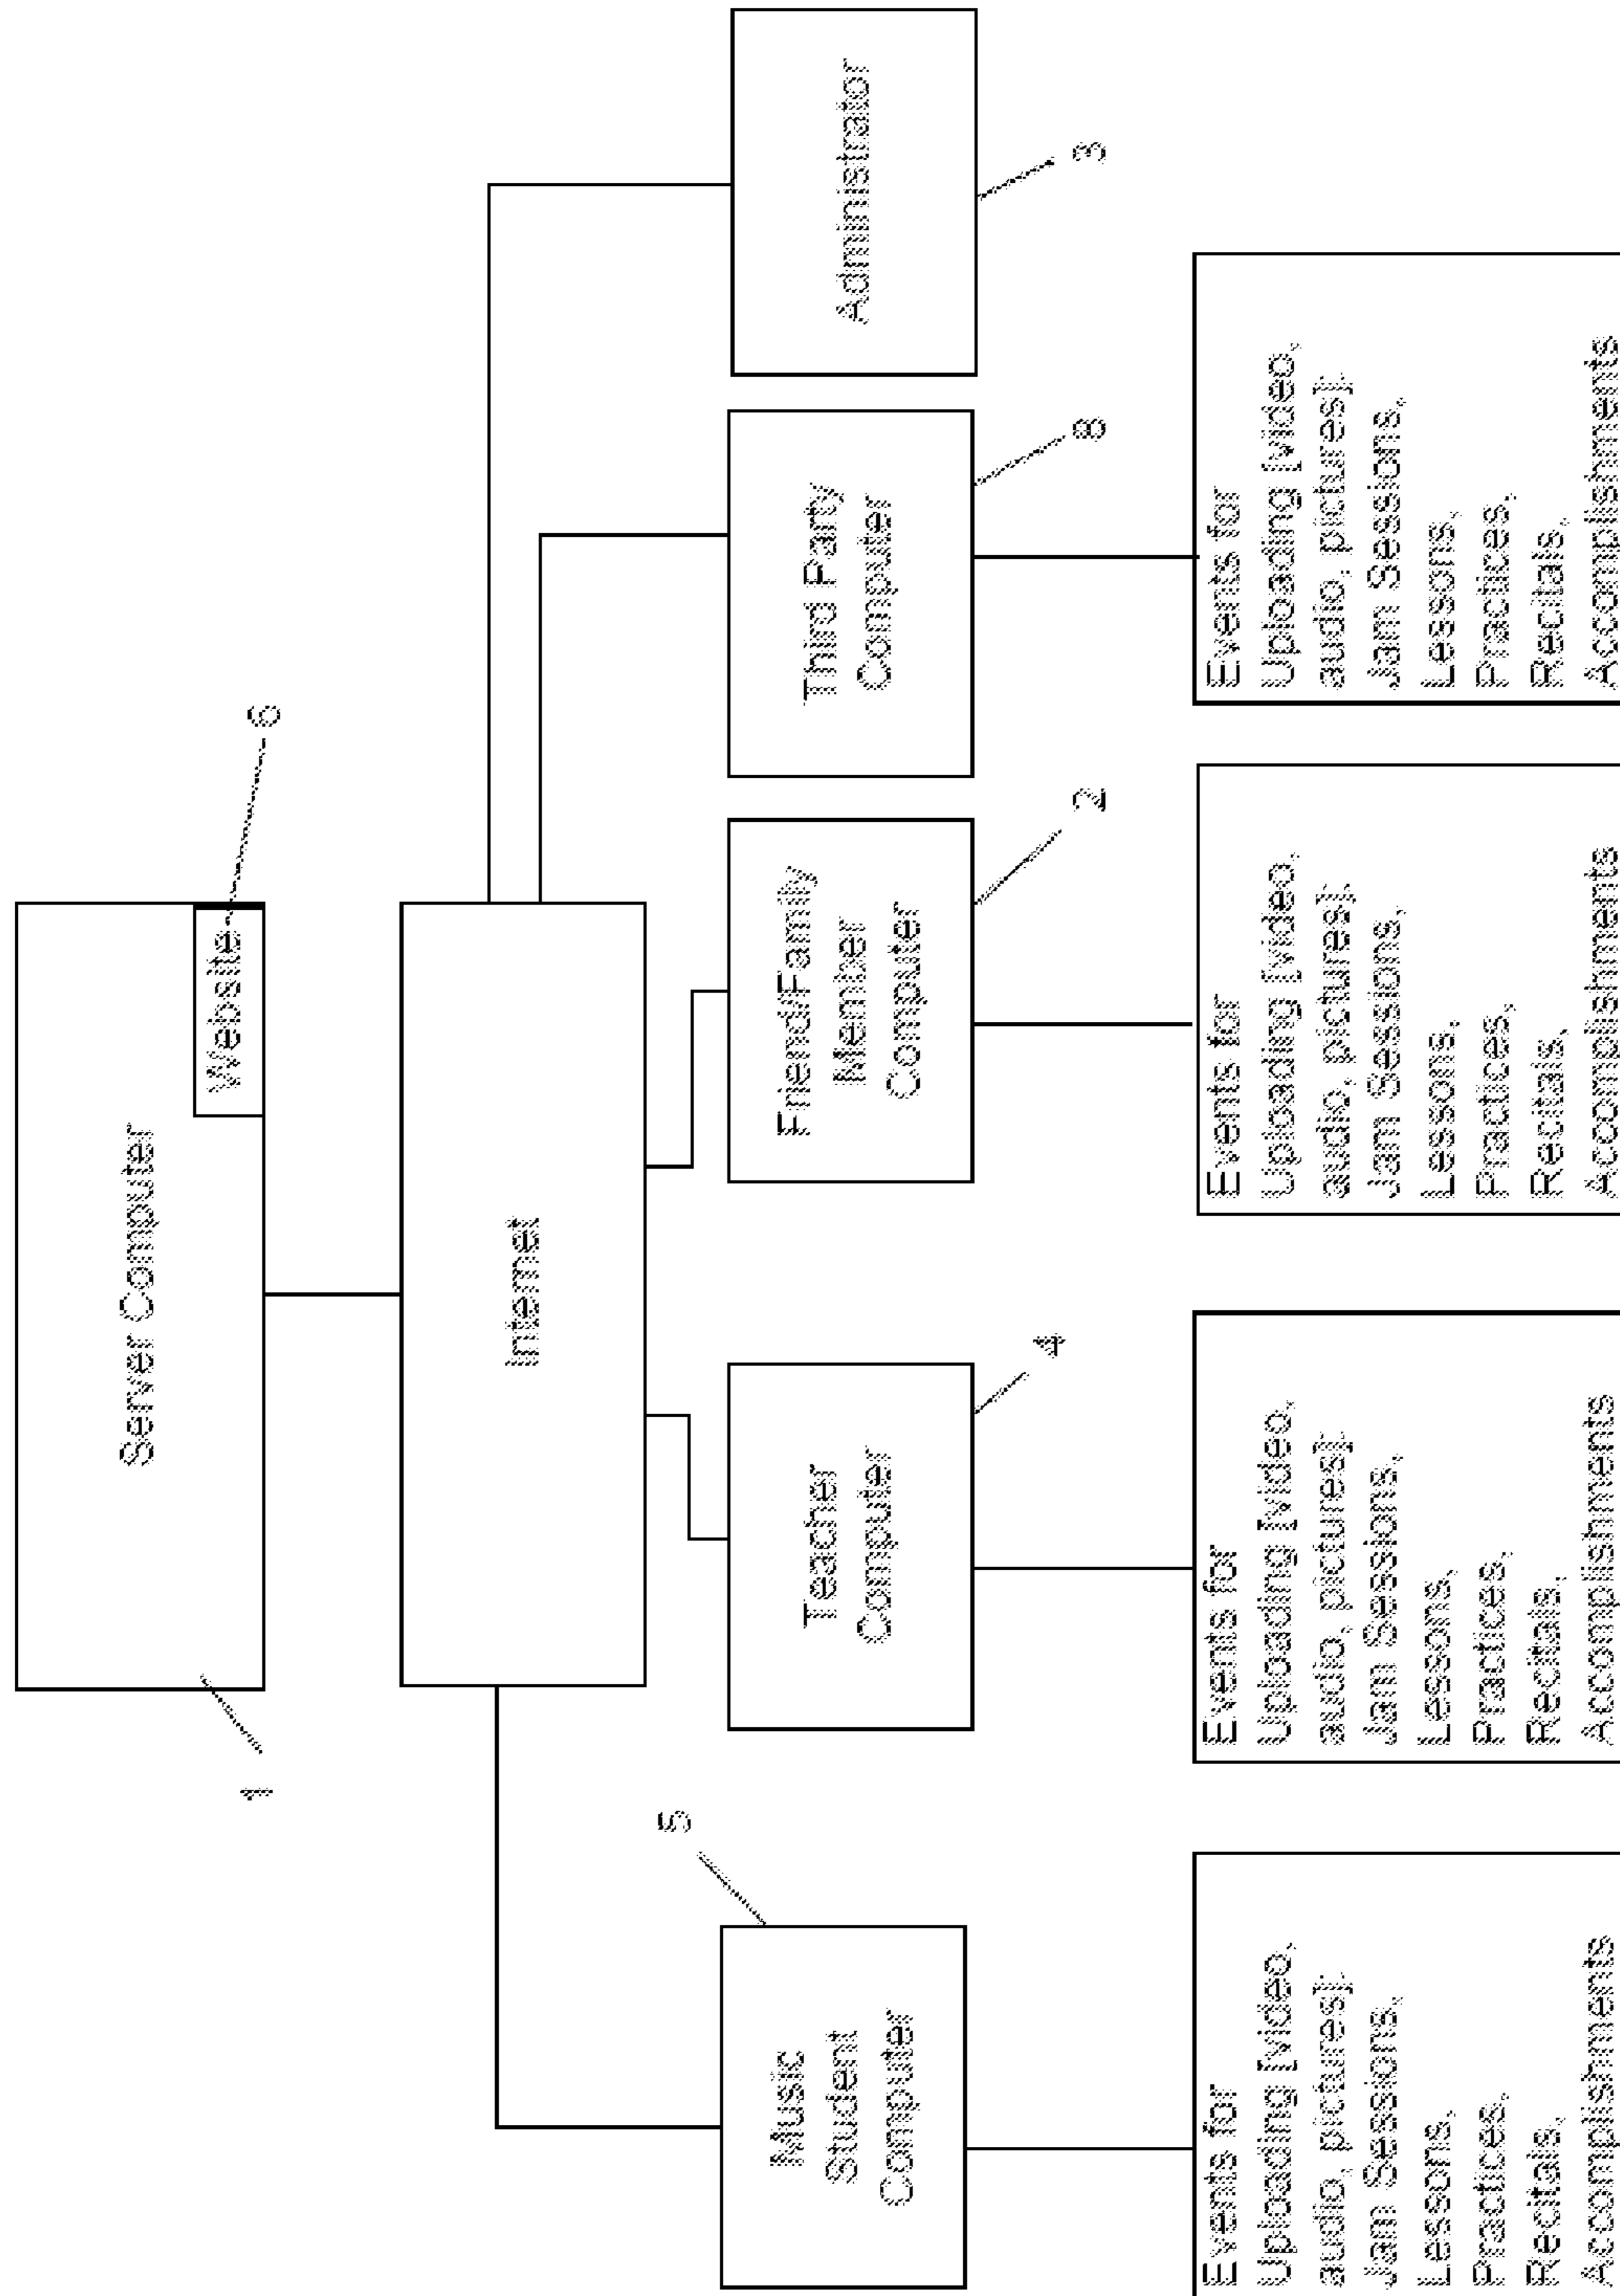 Server Computer
1
Website
6
Internet
5
Music
Student
Computer
Teacher
Computer
4
Friend/Family
Member
Computer
2
Third Party
Computer
8
Administrator
3
Events for
Uploading [video,
audio, pictures]:
Jam Sessions,
Lessons,
Practices,
Recitals,
Accomplishments
Events for
Uploading [video,
audio, pictures]:
Jam Sessions,
Lessons,
Practices,
Recitals,
Accomplishments
Events for
Uploading [video,
audio, pictures]:
Jam Sessions,
Lessons,
Practices,
Recitals,
Accomplishments
Events for
Uploading [video,
audio, pictures]:
Jam Sessions,
Lessons,
Practices,
Recitals,
Accomplishments